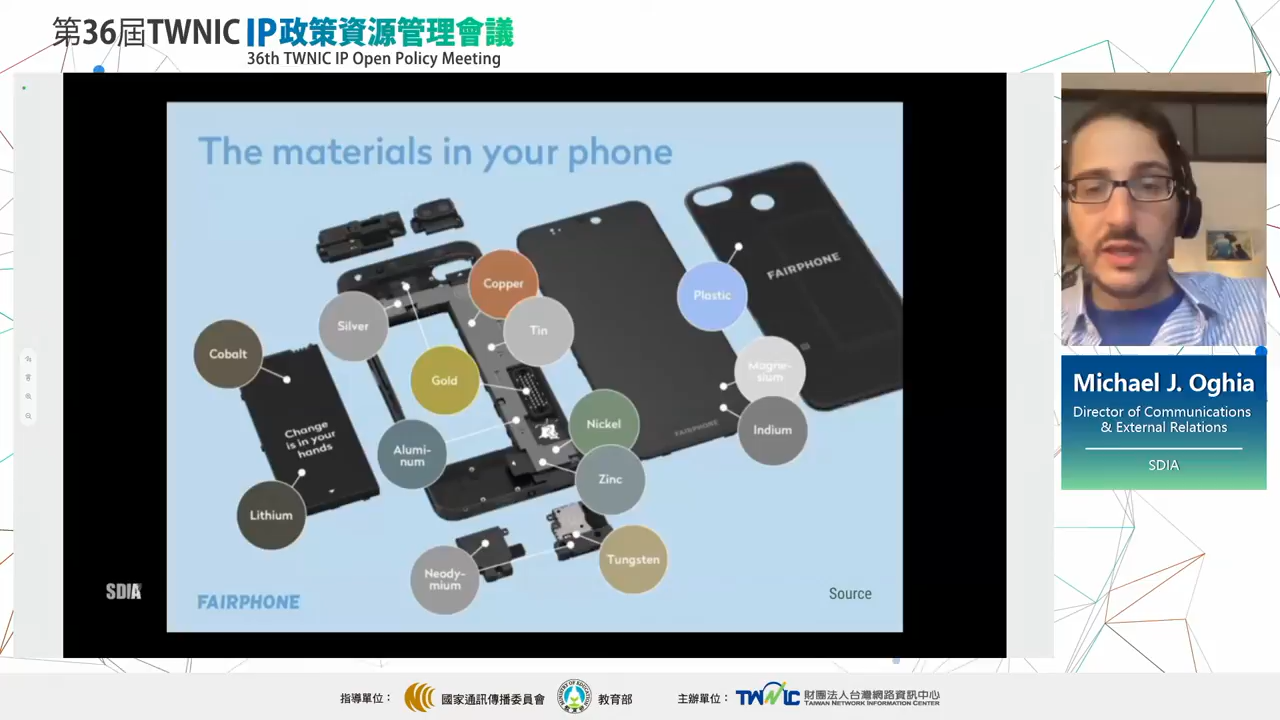 第36屆TWNIC IP政策資源管理會議
36th TWNIC IP Open Policy Meeting
The materials in your phone
Copper
Silver
Tin
Plastic
FAIRPHONE
Cobalt
Gold
Magne-
sium
Change
is in your
hands
Nickel
FAIRPHONE
Indium
Alumi-
num
Zinc
Lithium
Neody-
mium
Tungsten
SDIA
FAIRPHONE
Source
Michael J. Oghia
Director of Communications
& External Relations
SDIA
指導單位：
國家通訊傳播委員會
MINISTRY OF EDUCATION
教育部
主辦單位：
TWNIC
財團法人台灣網路資訊中心
TAIWAN NETWORK INFORMATION CENTER